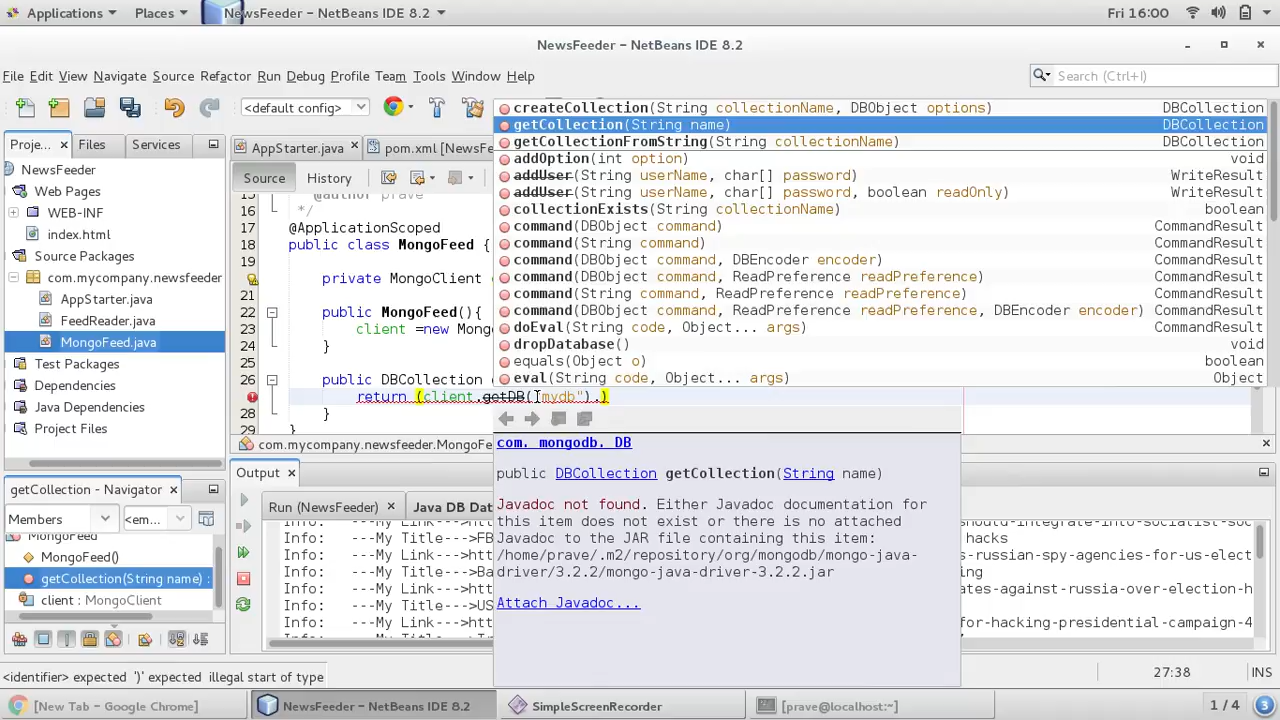 Applications
Places
NewsFeeder – NetBeans IDE 8.2
Fri 16:00
NewsFeeder – NetBeans IDE 8.2
File Edit View Navigate Source Refactor Run Debug Profile Team Tools Window Help
Search (Ctrl+I)
<default config>
Proje...
Files
Services
AppStarter.java
pom.xml [NewsFe
NewsFeeder
Web Pages
WEB-INF
index.html
Source Packages
com.mycompany.newsfeeder
AppStarter.java
FeedReader.java
MongoFeed.java
Test Packages
Dependencies
Java Dependencies
Project Files
Source
History
15 @author prave
16 */
17 @ApplicationScoped
18 public class MongoFeed {
19
private MongoClient
21
22 public MongoFeed(){
23 client =new Mong
24 }
25
26 public DBCollection
return (client.getDB("mydb").)
28 }
29
createCollection(String collectionName, DBObject options) DBCollection
getCollection(String name) DBCollection
getCollectionFromString(String collectionName) DBCollection
addOption(int option) void
addUser(String userName, char[] password) WriteResult
addUser(String userName, char[] password, boolean readOnly) WriteResult
collectionExists(String collectionName) boolean
command(DBObject command) CommandResult
command(String command) CommandResult
command(DBObject command, DBEncoder encoder) CommandResult
command(DBObject command, ReadPreference readPreference) CommandResult
command(String command, ReadPreference readPreference) CommandResult
command(DBObject command, ReadPreference readPreference, DBEncoder encoder) CommandResult
doEval(String code, Object... args) CommandResult
dropDatabase() void
equals(Object o) boolean
eval(String code, Object... args) Object
com. mongodb. DB
public DBCollection getCollection(String name)
Javadoc not found. Either Javadoc documentation for
this item does not exist or there is no attached
Javadoc to the JAR file containing this item:
/home/prave/.m2/repository/org/mongodb/mongo-java-
driver/3.2.2/mongo-java-driver-3.2.2.jar
Attach Javadoc...
com.mycompany.newsfeeder.MongoFe
getCollection - Navigator
Members
<em...
MongoFeed
MongoFeed()
getCollection(String name) :
client : MongoClient
Output
Run (NewsFeeder)
Java DB Dat
Info: ---My Link--- should-integrate-into-socialist-soc
Info: ---My Title--->FB hacks
Info: ---My Link---> s-russian-spy-agencies-for-us-elect
Info: ---My Title--->Ba ing
Info: ---My Link---> ates-against-russia-over-election-h
Info: ---My Title--->US
Info: ---My Link---> for-hacking-presidential-campaign-4
<identifier> expected ')' expected illegal start of type
27:38
INS
[New Tab – Google Chrome]
NewsFeeder – NetBeans IDE 8.2
SimpleScreenRecorder
[prave@localhost:~]
1 / 4
3